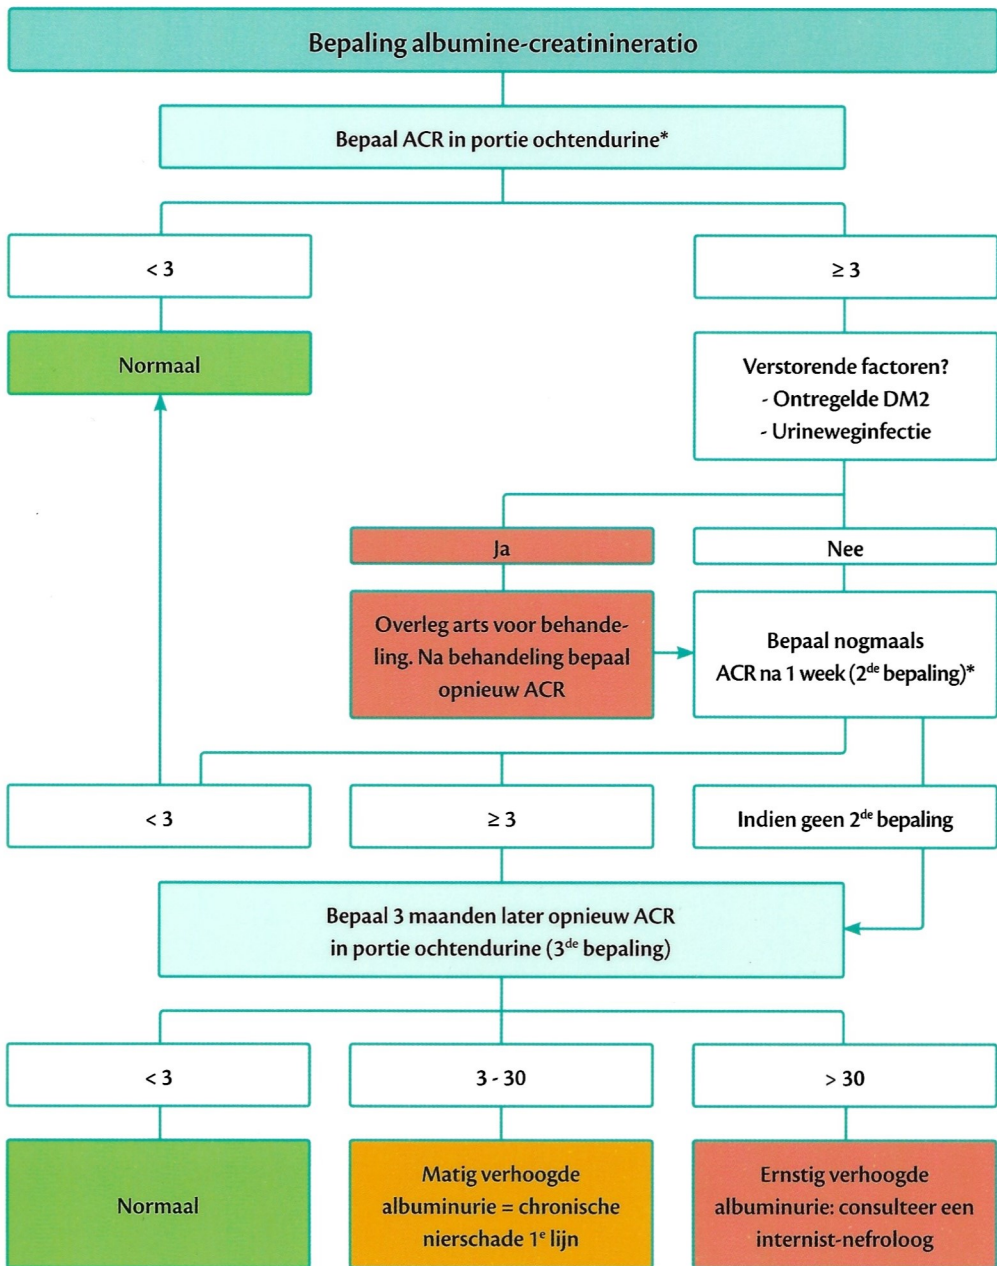 Bepaling albumine-creatinineratio
Bepaal ACR in portie ochtendurine*
< 3
≥ 3
Normaal
Verstorende factoren?
- Ontregelde DM2
- Urineweginfectie
Ja
Nee
Overleg arts voor behande-
ling. Na behandeling bepaal
opnieuw ACR
Bepaal nogmaals
ACR na 1 week (2de bepaling)*
< 3
≥ 3
Indien geen 2de bepaling
Bepaal 3 maanden later opnieuw ACR
in portie ochtendurine (3de bepaling)
< 3
3 - 30
> 30
Normaal
Matig verhoogde
albuminurie = chronische
nierschade 1e lijn
Ernstig verhoogde
albuminurie: consulteer een
internist-nefroloog